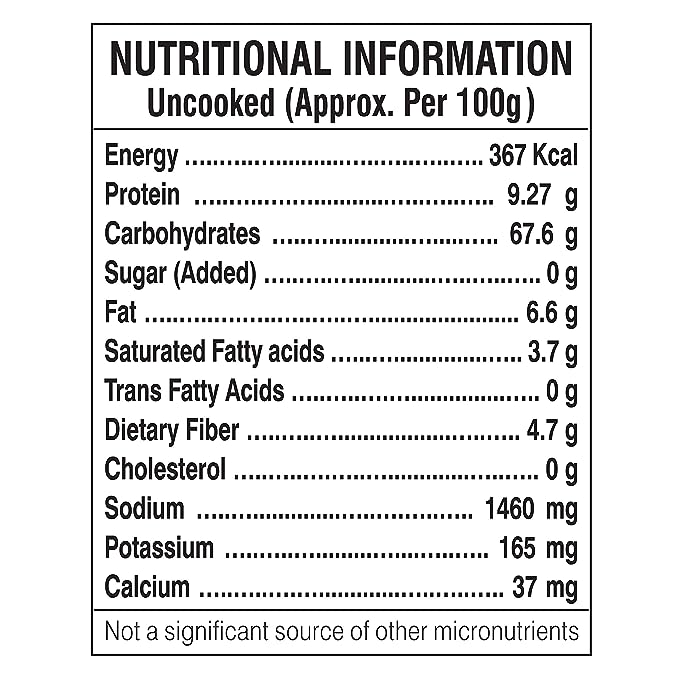 NUTRITIONAL INFORMATION
Uncooked (Approx. Per 100g)
Energy ................................................ 367 Kcal
Protein ................................................ 9.27 g
Carbohydrates .................................... 67.6 g
Sugar (Added) ............................................ 0 g
Fat ............................................................ 6.6 g
Saturated Fatty acids ............................... 3.7 g
Trans Fatty Acids ........................................ 0 g
Dietary Fiber ............................................ 4.7 g
Cholesterol ................................................. 0 g
Sodium ............................................ 1460 mg
Potassium .......................................... 165 mg
Calcium ................................................. 37 mg
Not a significant source of other micronutrients